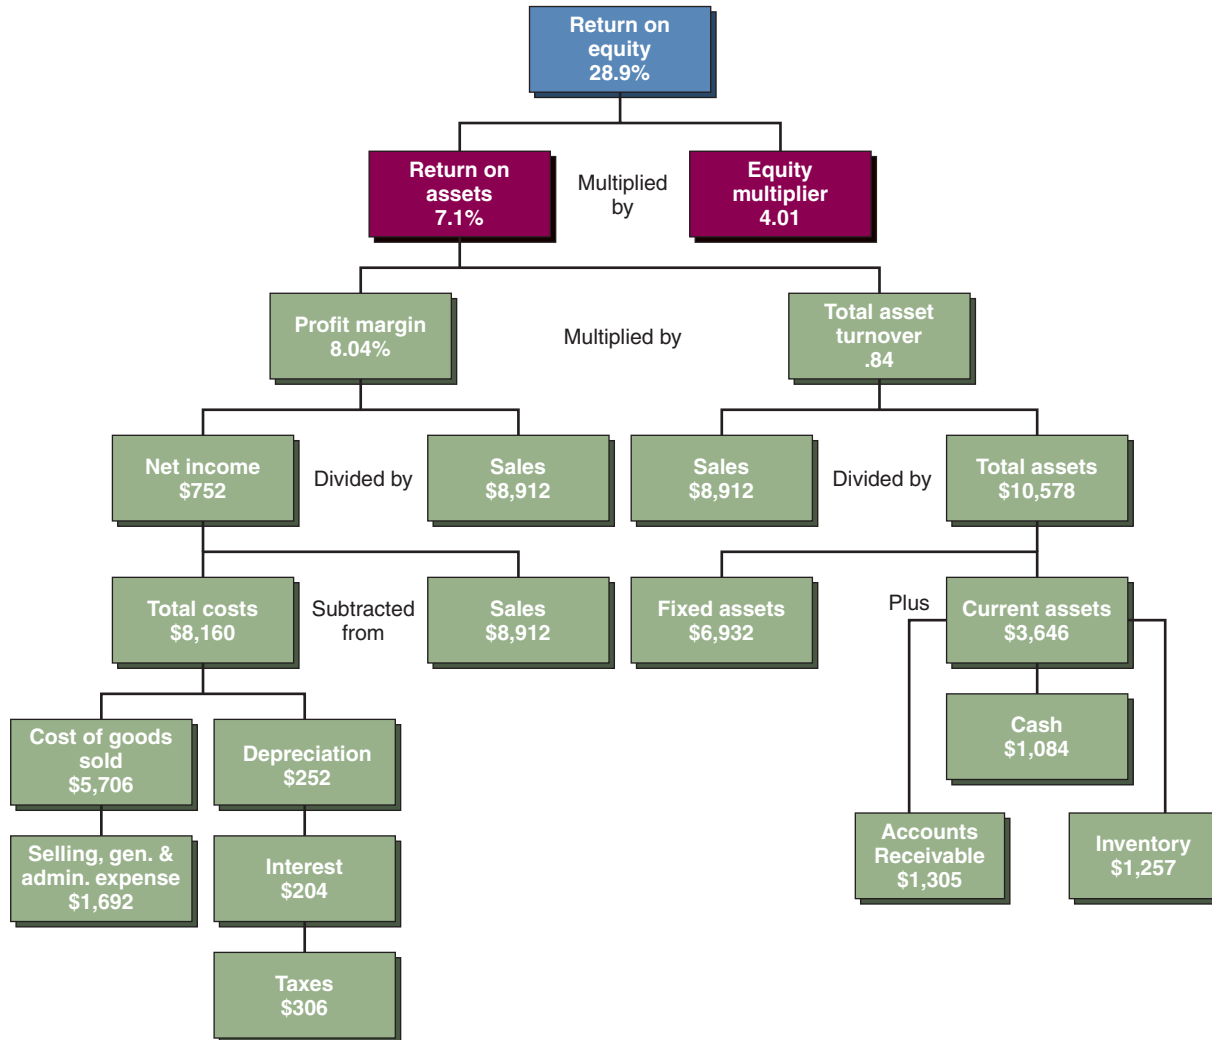 Return on
equity
28.9%
Return on
assets
7.1%
Multiplied
by
Equity
multiplier
4.01
Profit margin
8.04%
Multiplied by
Total asset
turnover
.84
Net income
$752
Divided by
Sales
$8,912
Sales
$8,912
Divided by
Total assets
$10,578
Total costs
$8,160
Subtracted
from
Sales
$8,912
Fixed assets
$6,932
Plus
Current assets
$3,646
Cost of goods
sold
$5,706
Depreciation
$252
Cash
$1,084
Selling, gen. &
admin. expense
$1,692
Interest
$204
Accounts
Receivable
$1,305
Inventory
$1,257
Taxes
$306